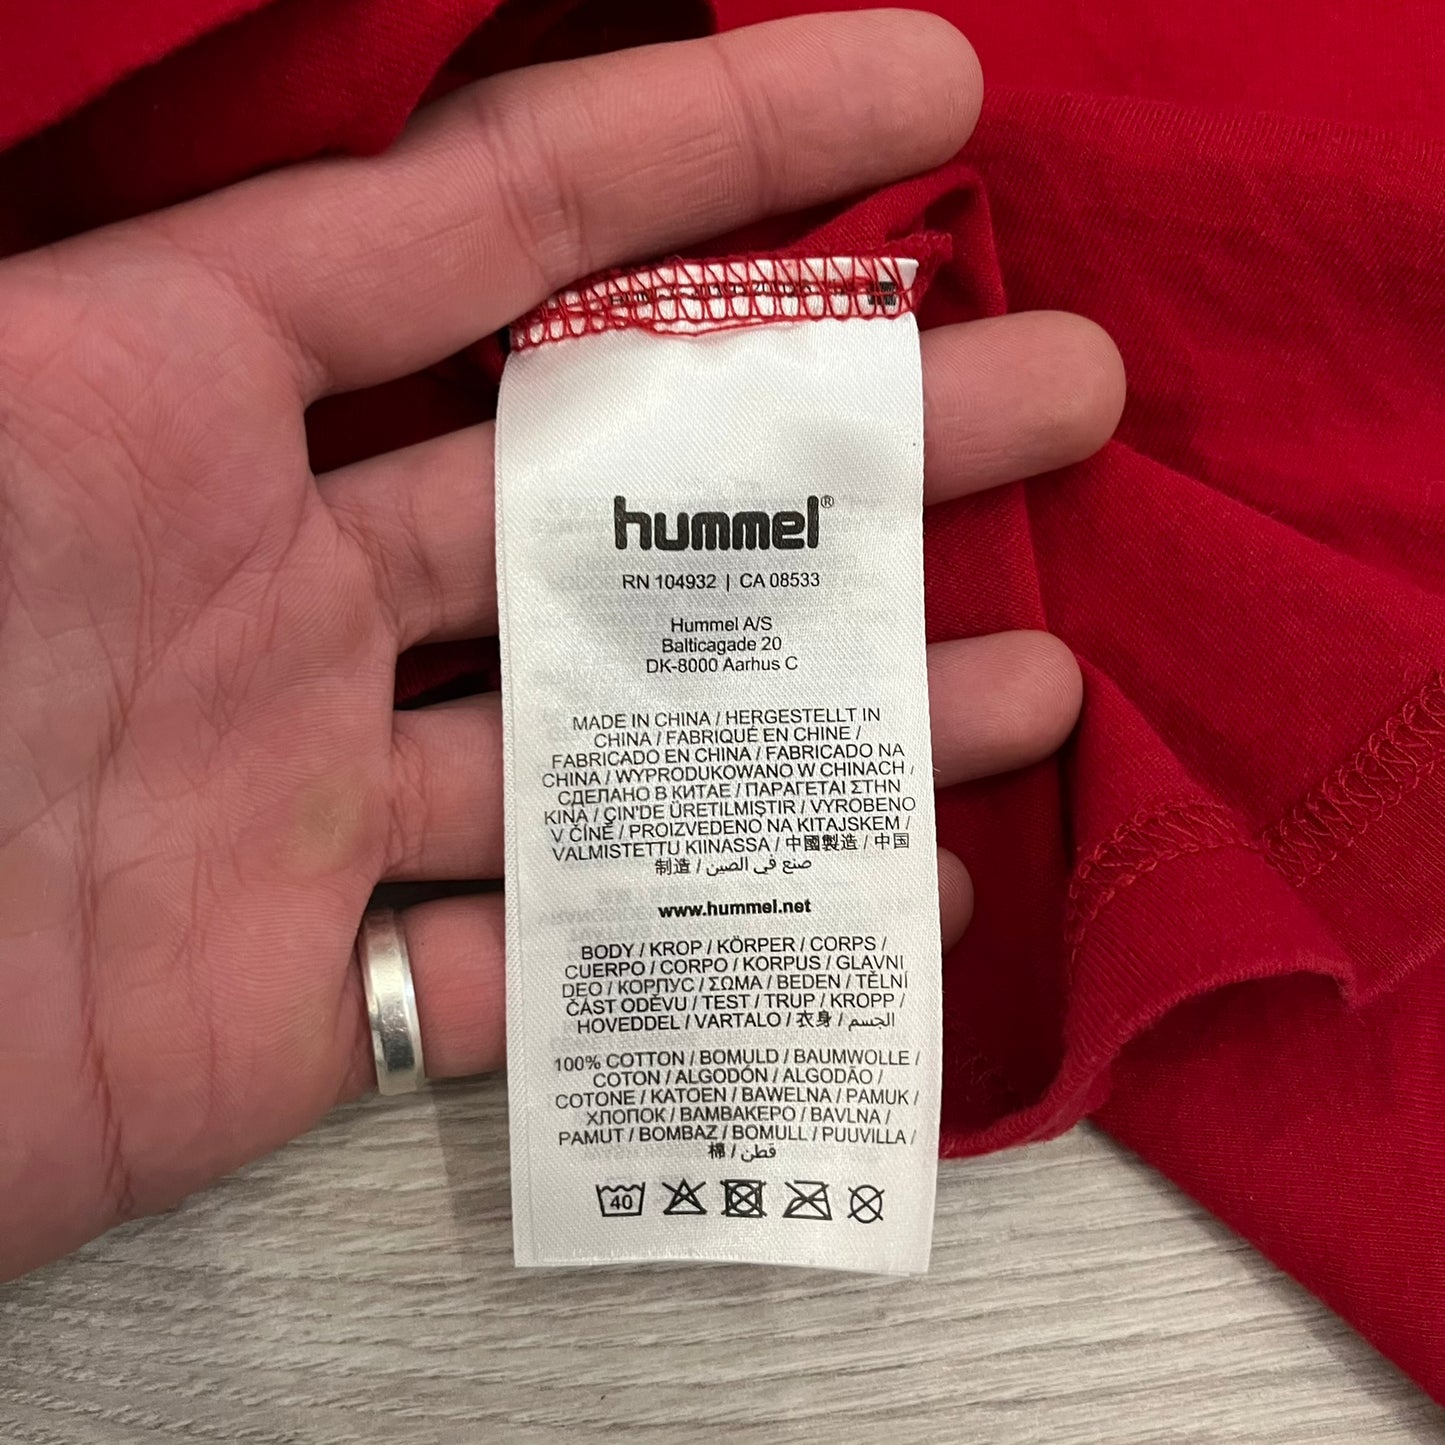 hummel®
RN 104932 | CA 08533
Hummel A/S
Balticagade 20
DK-8000 Aarhus C
MADE IN CHINA / HERGESTELLT IN
CHINA / FABRIQUÉ EN CHINE /
FABRICADO EN CHINA / FABRICADO NA
CHINA / WYPRODUKOWANO W CHINACH /
СДЕЛАНО В КИТАЕ / ΠΑΡΑΓΕΤΑΙ ΣΤΗΝ
ΚΙΝΑ / ÇIN'DE ÜRETILMIŞTIR / VYROBENO
V ČÍNĚ / PROIZVEDENO NA KITAJSKEM /
VALMISTETTU KIINASSA / 中國製造 / 中国
制造 / صنع في الصين
www.hummel.net
BODY / KROP / KÖRPER / CORPS /
CUERPO / CORPO / KORPUS / GLAVNI
DEO / КОРПУС / ΣΩΜΑ / BEDEN / TĚLNÍ
ČÁST ODĚVU / TEST / TRUP / KROPP /
HOVEDDEL / VARTALO / 衣身 / الجسم
100% COTTON / BOMULD / BAUMWOLLE /
COTON / ALGODÓN / ALGODÃO /
COTONE / KATOEN / BAWELNA / PAMUK /
ХЛОПОК / ΒΑΜΒΑΚΕΡΟ / BAVLNA /
PAMUT / BOMBAZ / BOMULL / PUUVILLA /
棉 / قطن
40